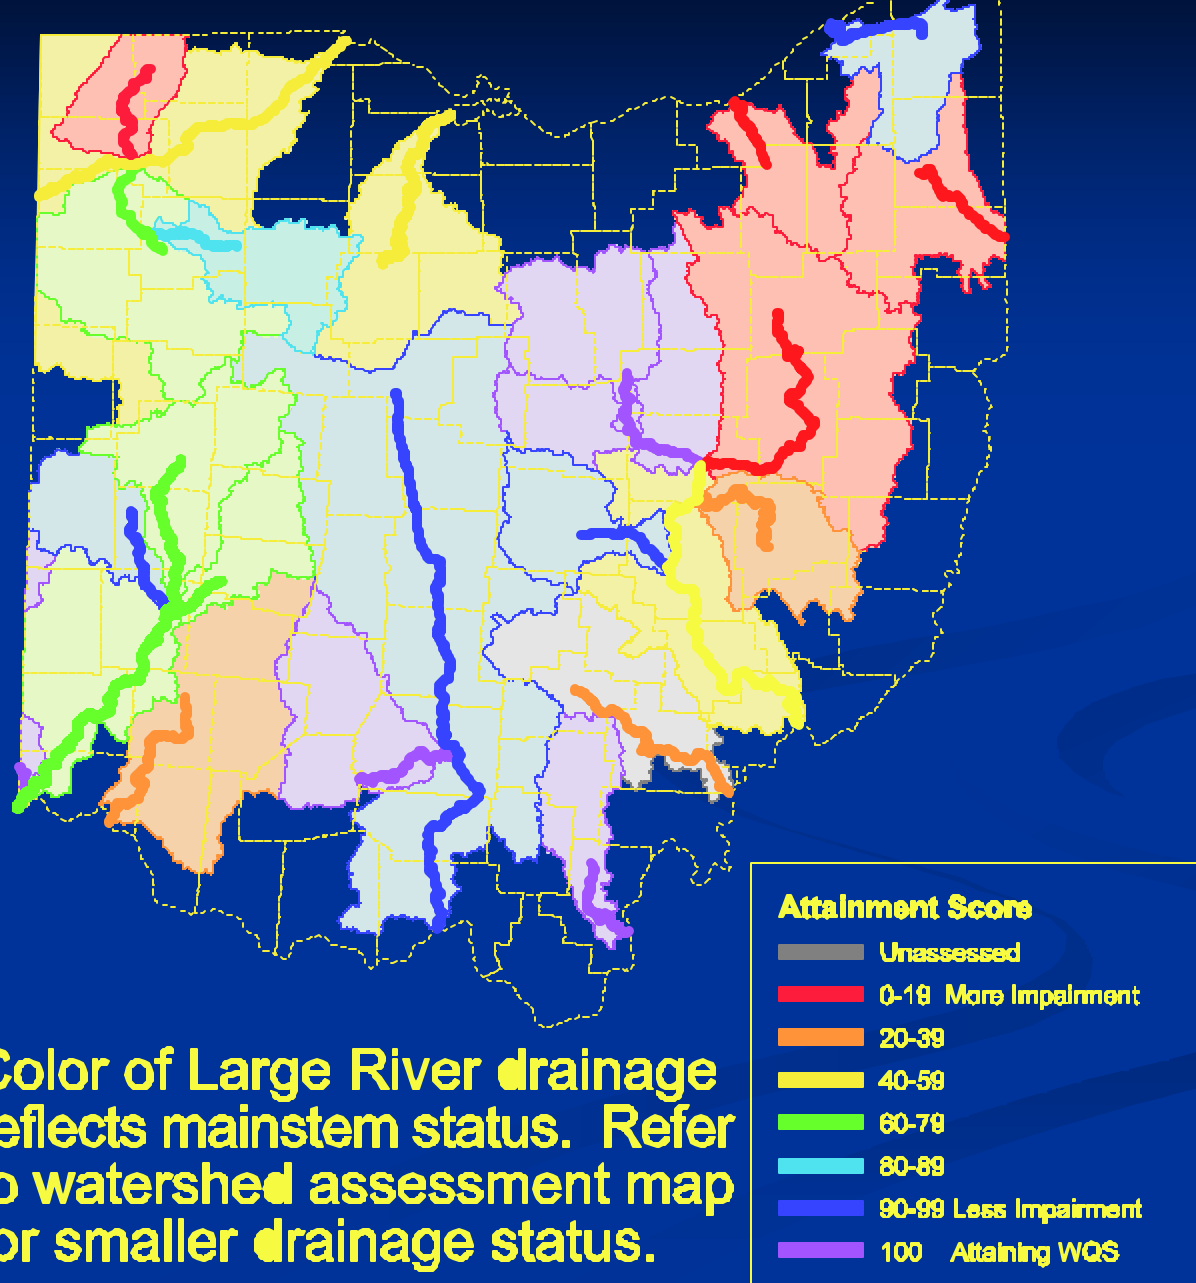 Attainment Score
Unassessed
0-19 More Impairment
20-39
40-59
60-79
80-89
90-99 Less Impairment
100 Attaining WQS
Color of Large River drainage
eflects mainstem status. Refer
o watershed assessment map
or smaller drainage status.